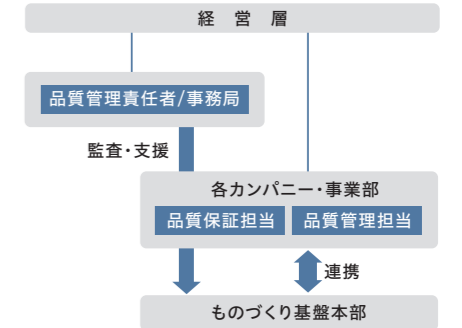 経営層
品質管理責任者/事務局
監査・支援
各カンパニー・事業部
品質保証担当 品質管理担当
連携
ものづくり基盤本部